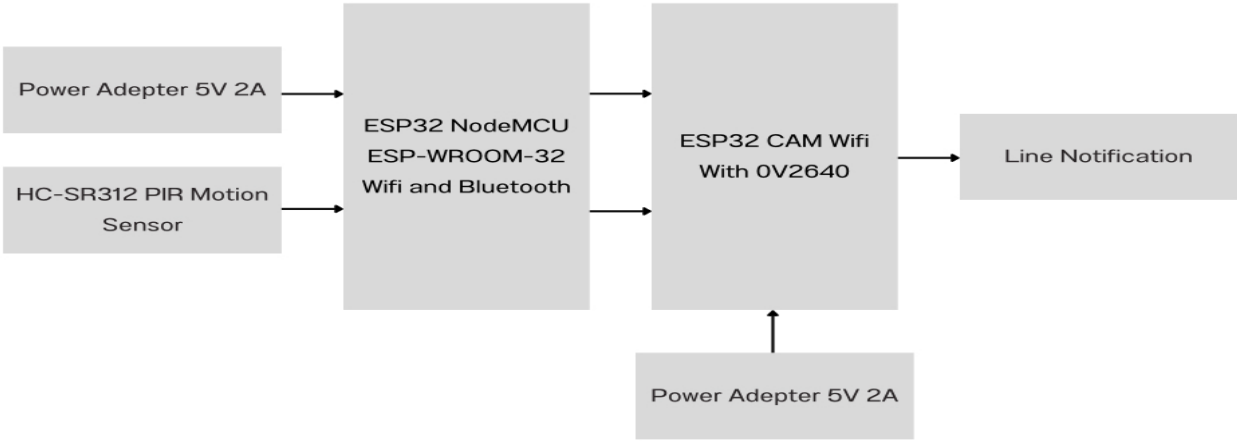 Power Adepter 5V 2A
HC-SR312 PIR Motion
Sensor
ESP32 NodeMCU
ESP-WROOM-32
Wifi and Bluetooth
ESP32 CAM Wifi
With 0V2640
Line Notification
Power Adepter 5V 2A